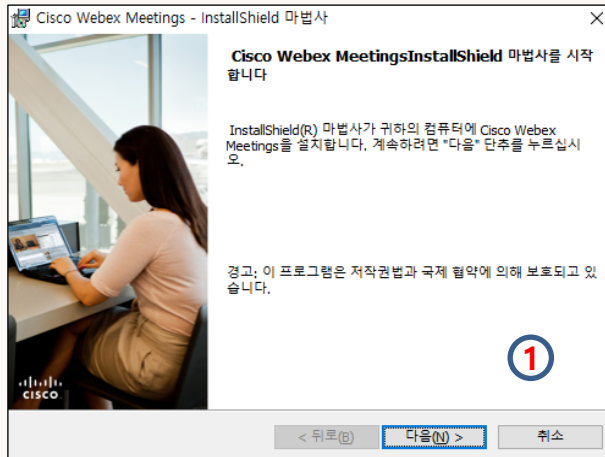 Cisco Webex Meetings - InstallShield 마법사
Cisco Webex MeetingsInstallShield 마법사를 시작
합니다
InstallShield(R) 마법사가 귀하의 컴퓨터에 Cisco Webex
Meetings을 설치합니다. 계속하려면 "다음" 단추를 누르십시
오.
경고: 이 프로그램은 저작권법과 국제 협약에 의해 보호되고 있
습니다.
1
CISCO
< 뒤로(B)
다음(N) >
취소